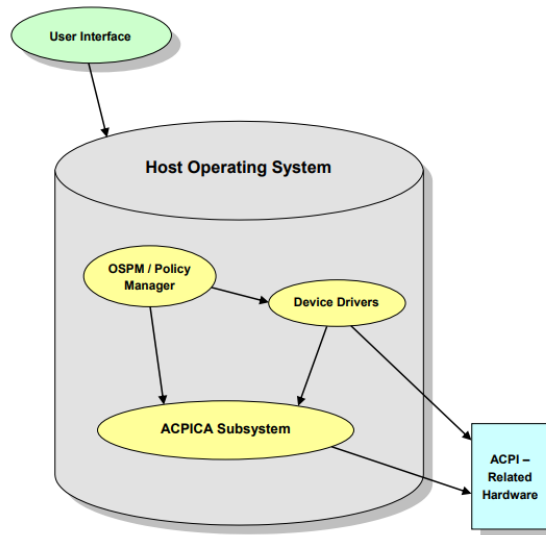 User Interface
Host Operating System
OSPM / Policy
Manager
Device Drivers
ACPICA Subsystem
ACPI –
Related
Hardware